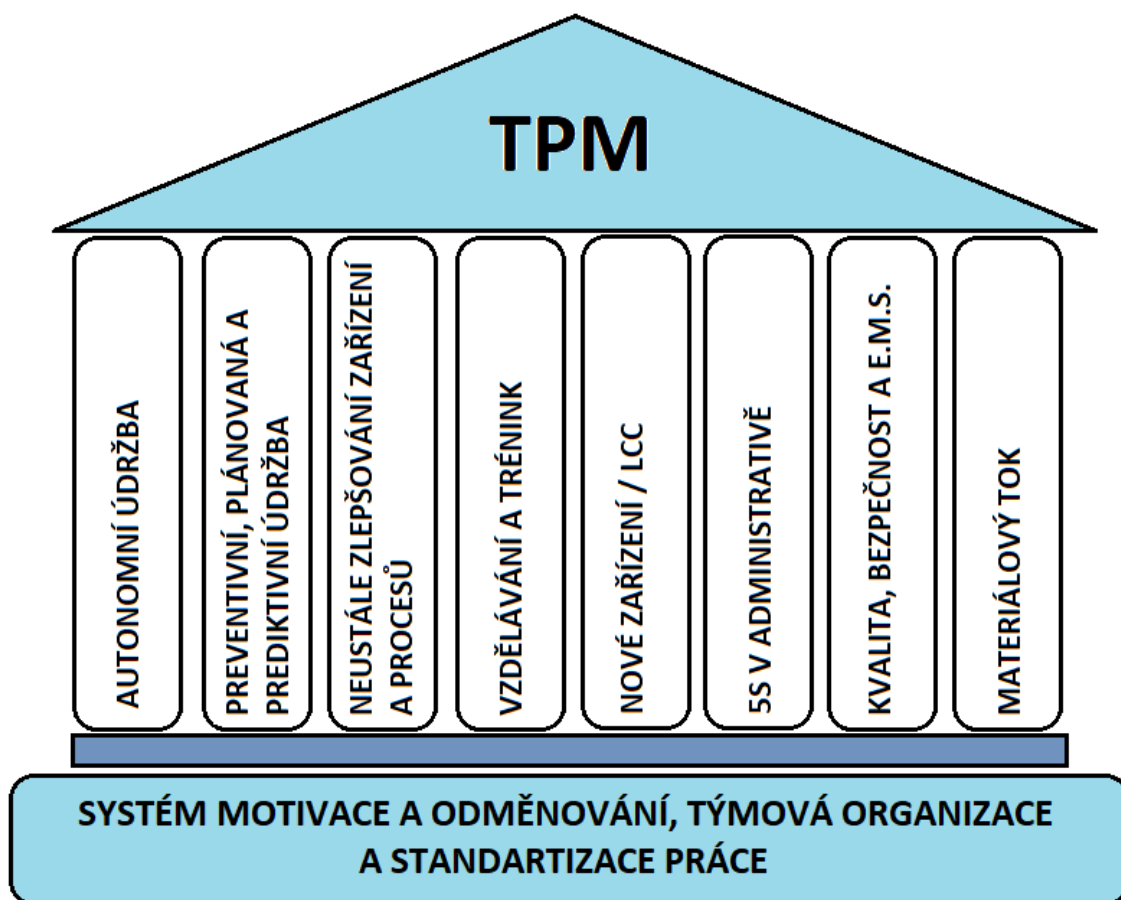 TPM
AUTONOMNÍ ÚDRŽBA
PREVENTIVNÍ, PLÁNOVANÁ A
PREDIKTIVNÍ ÚDRŽBA
NEUSTÁLE ZLEPŠOVÁNÍ ZAŘÍZENÍ
A PROCESŮ
VZDĚLÁVÁNÍ A TRÉNINK
NOVÉ ZAŘÍZENÍ / LCC
5S V ADMINISTRATIVĚ
KVALITA, BEZPEČNOST A E.M.S.
MATERIÁLOVÝ TOK
SYSTÉM MOTIVACE A ODMĚNOVÁNÍ, TÝMOVÁ ORGANIZACE
A STANDARTIZACE PRÁCE